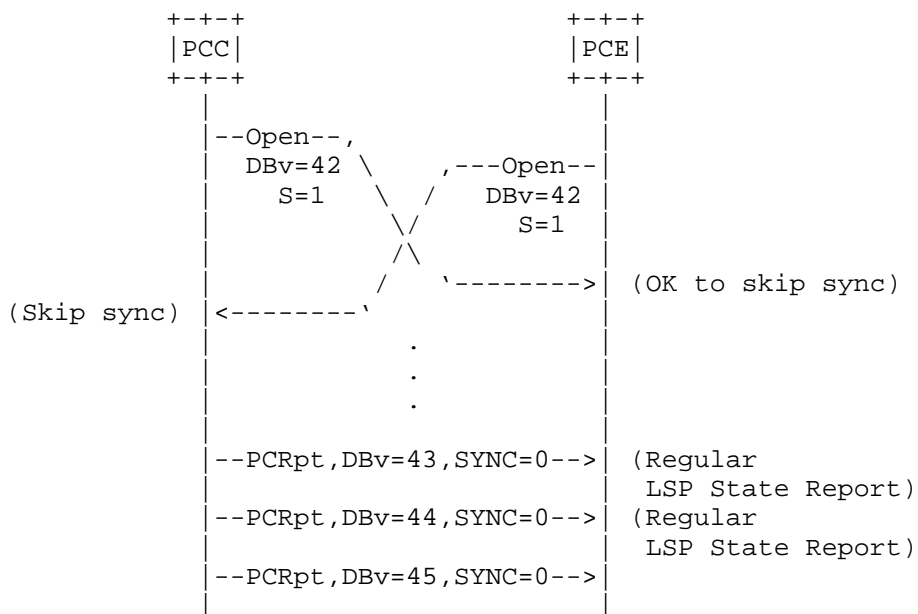 +-+-+ +-+-+
|PCC| |PCE|
+-+-+ +-+-+
| |
|--Open--, |
| DBv=42 \ ,---Open--|
| S=1 \ / DBv=42 |
| \ / S=1 |
| \/ |
| /\ |
| / `-------->| (OK to skip sync)
(Skip sync) |<--------` |
| . |
| . |
| . |
| |
|--PCRpt,DBv=43,SYNC=0-->| (Regular
| | LSP State Report)
|--PCRpt,DBv=44,SYNC=0-->| (Regular
| | LSP State Report)
|--PCRpt,DBv=45,SYNC=0-->|
| |